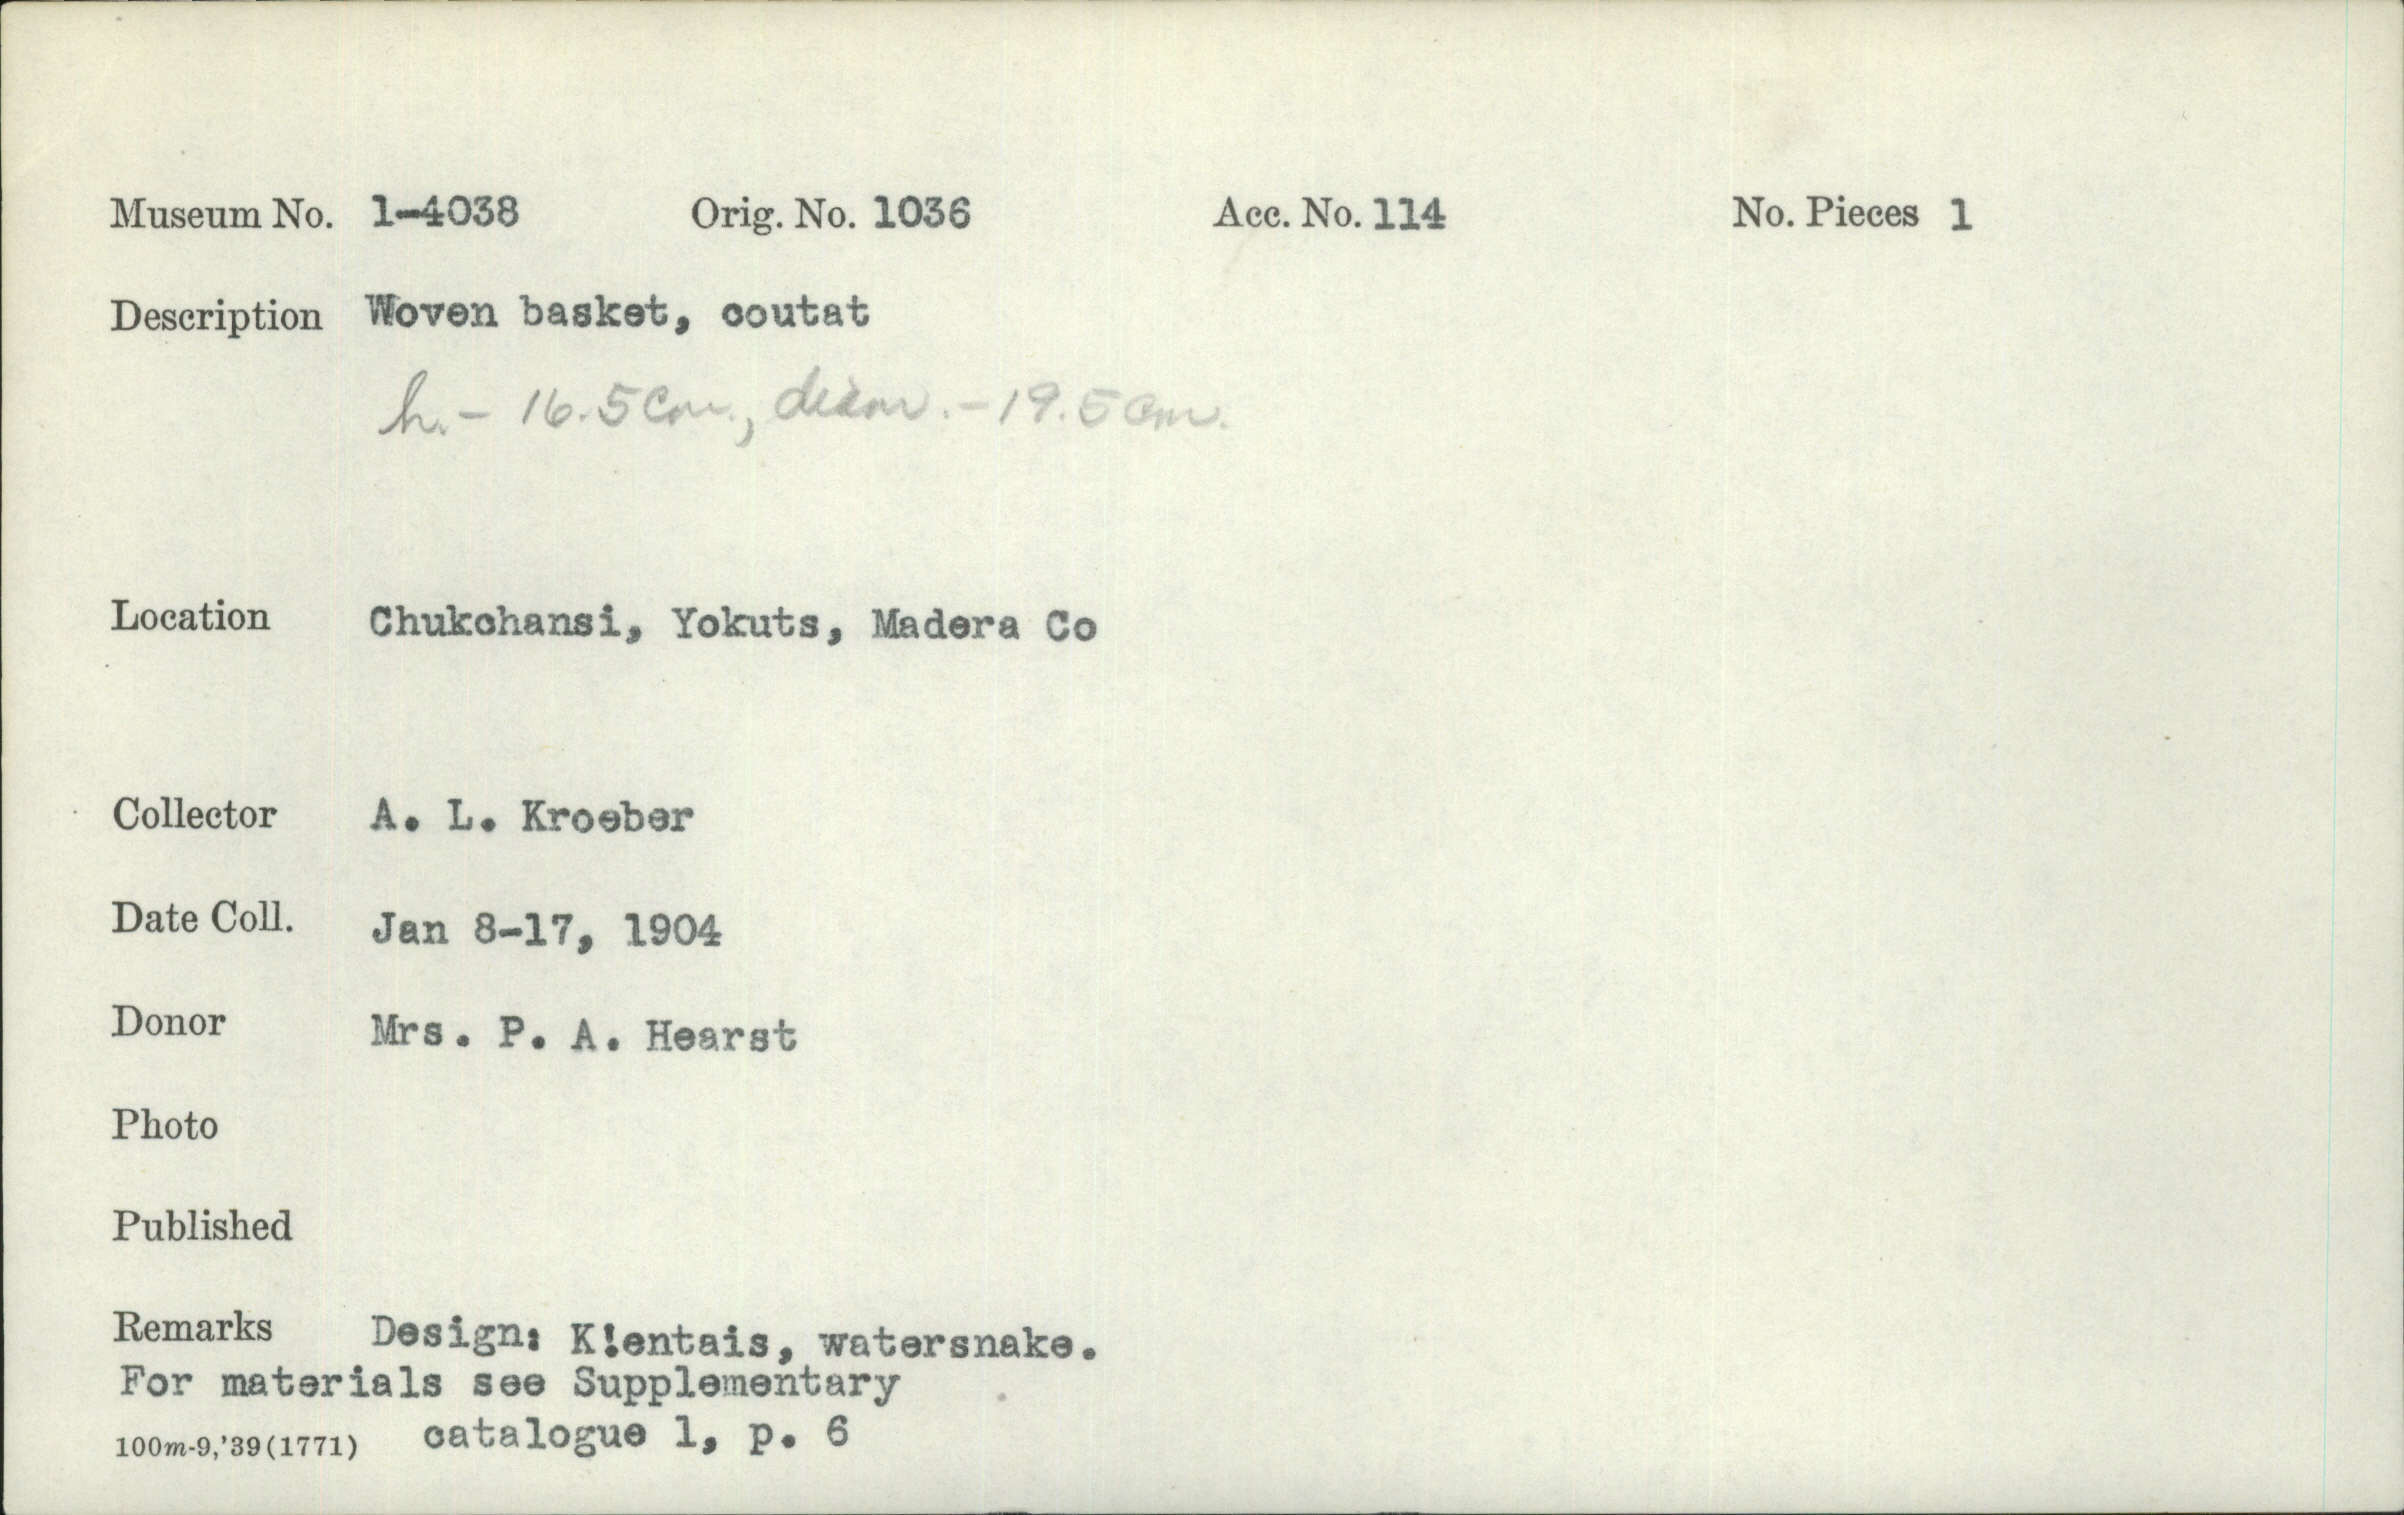 Museum No. 1-4038 Orig. No. 1036 Acc. No. 114 No. Pieces 1
Description Woven basket, coutat
h. - 16.5 cm., diam. - 19.5 cm.
Location Chukchansi, Yokuts, Madera Co
Collector A. L. Kroeber
Date Coll. Jan 8-17, 1904
Donor Mrs. P. A. Hearst
Photo
Published
Remarks Design: K!entais, watersnake.
For materials see Supplementary
100m-9,'39(1771) catalogue 1, p. 6